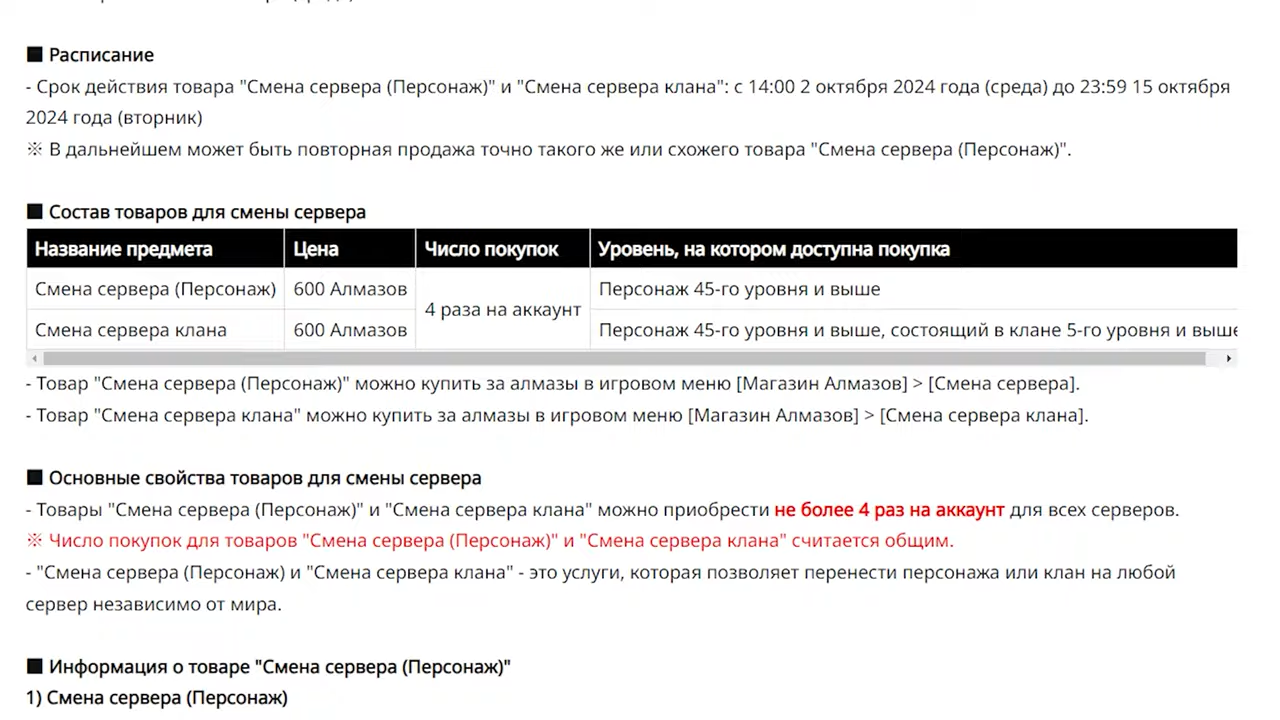 ■ Расписание
- Срок действия товара "Смена сервера (Персонаж)" и "Смена сервера клана": с 14:00 2 октября 2024 года (среда) до 23:59 15 октября
2024 года (вторник)
※ В дальнейшем может быть повторная продажа точно такого же или схожего товара "Смена сервера (Персонаж)".
■ Состав товаров для смены сервера
Название предмета Цена Число покупок Уровень, на котором доступна покупка
Смена сервера (Персонаж) 600 Алмазов 4 раза на аккаунт Персонаж 45-го уровня и выше
Смена сервера клана 600 Алмазов Персонаж 45-го уровня и выше, состоящий в клане 5-го уровня и выше
- Товар "Смена сервера (Персонаж)" можно купить за алмазы в игровом меню [Магазин Алмазов] > [Смена сервера].
- Товар "Смена сервера клана" можно купить за алмазы в игровом меню [Магазин Алмазов] > [Смена сервера клана].
■ Основные свойства товаров для смены сервера
- Товары "Смена сервера (Персонаж)" и "Смена сервера клана" можно приобрести не более 4 раз на аккаунт для всех серверов.
※ Число покупок для товаров "Смена сервера (Персонаж)" и "Смена сервера клана" считается общим.
- "Смена сервера (Персонаж) и "Смена сервера клана" - это услуги, которая позволяет перенести персонажа или клан на любой
сервер независимо от мира.
■ Информация о товаре "Смена сервера (Персонаж)"
1) Смена сервера (Персонаж)